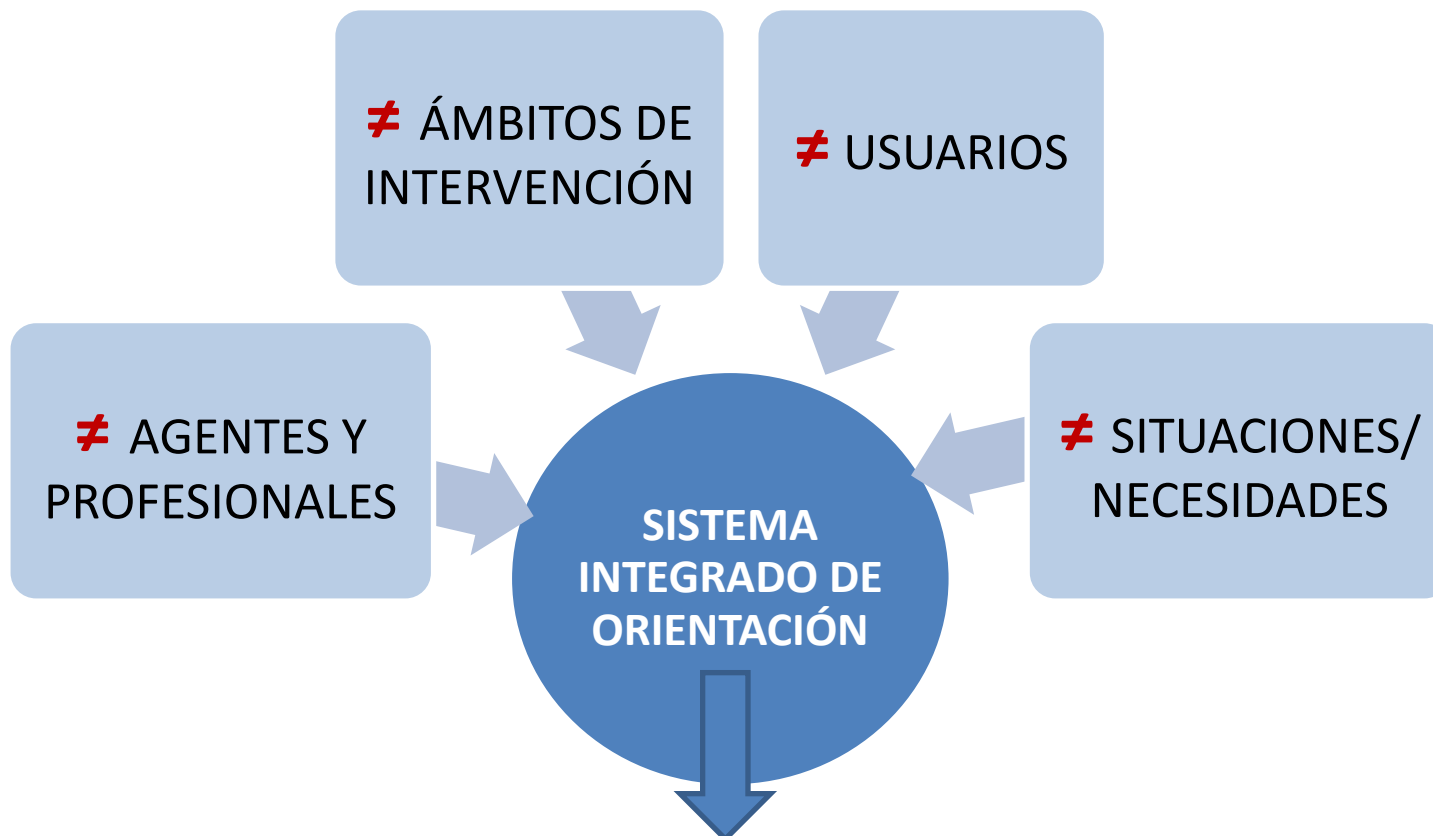 ≠ ÁMBITOS DE
INTERVENCIÓN
≠ USUARIOS
≠ AGENTES Y
PROFESIONALES
≠ SITUACIONES/
NECESIDADES
SISTEMA
INTEGRADO DE
ORIENTACIÓN